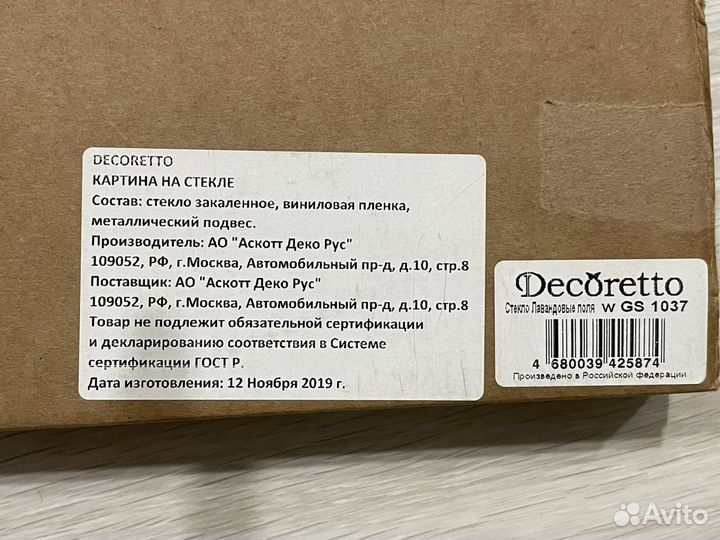 DECORETTO
КАРТИНА НА СТЕКЛЕ
Состав: стекло закаленное, виниловая пленка,
металлический подвес.
Производитель: АО "Аскотт Деко Рус"
109052, РФ, г.Москва, Автомобильный пр-д, д.10, стр.8
Поставщик: АО "Аскотт Деко Рус"
109052, РФ, г.Москва, Автомобильный пр-д, д.10, стр.8
Товар не подлежит обязательной сертификации
и декларированию соответствия в Системе
сертификации ГОСТ Р.
Дата изготовления: 12 Ноября 2019 г.
Decoretto
Стекло Лавандовые поля w GS 1037
4 680039 425874
Произведено в Российской федерации
Avito